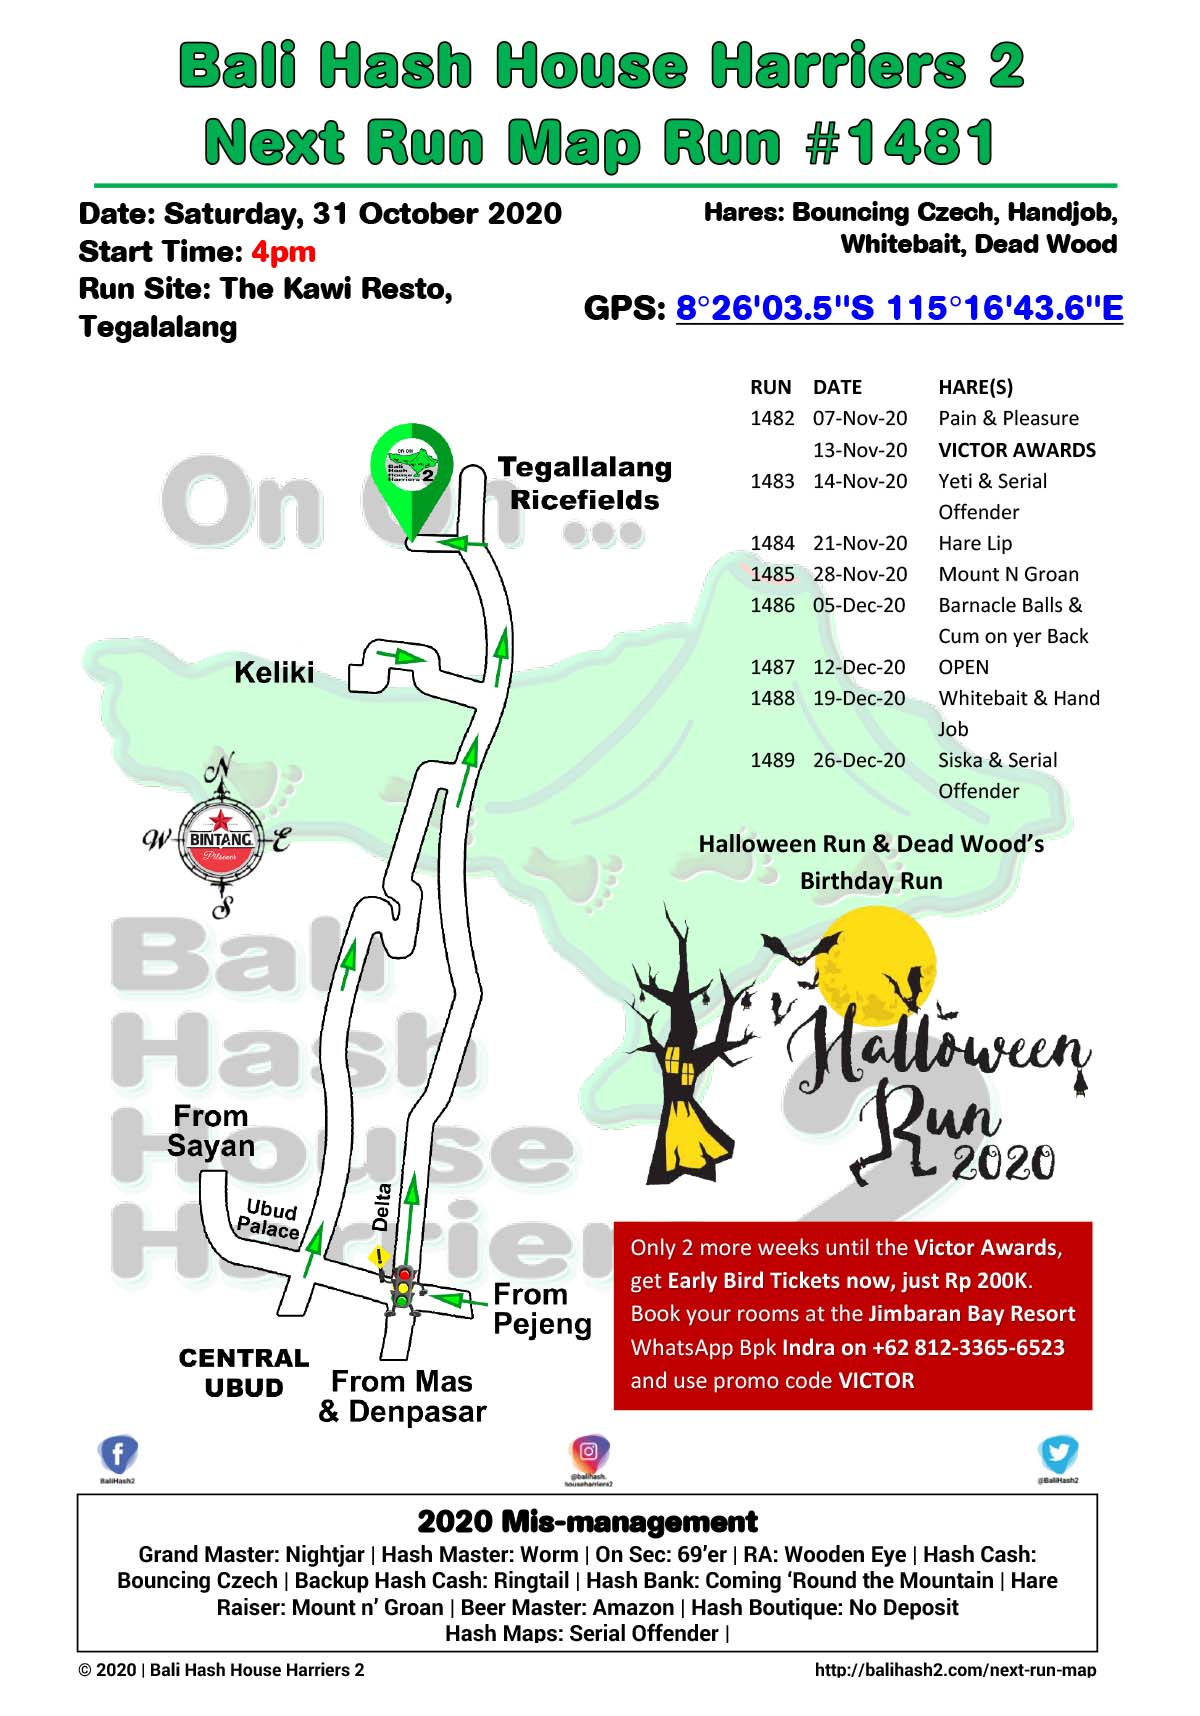 Bali Hash House Harriers 2
Next Run Map Run #1481
Date: Saturday, 31 October 2020
Start Time: 4pm
Run Site: The Kawi Resto,
Tegalalang
Hares: Bouncing Czech, Handjob,
Whitebait, Dead Wood
GPS: 8°26'03.5"S 115°16'43.6"E
RUN DATE HARE(S)
1482 07-Nov-20 Pain & Pleasure
13-Nov-20 VICTOR AWARDS
1483 14-Nov-20 Yeti & Serial
Offender
1484 21-Nov-20 Hare Lip
1485 28-Nov-20 Mount N Groan
1486 05-Dec-20 Barnacle Balls &
Cum on yer Back
1487 12-Dec-20 OPEN
1488 19-Dec-20 Whitebait & Hand
Job
1489 26-Dec-20 Siska & Serial
Offender
On On ...
ON ON
Bali
Hash
House
Harriers 2
Tegallalang
Ricefields
Keliki
N
W E
S
BINTANG
Pilsener
Bali
Hash
House
Harriers 2
From
Sayan
Ubud
Palace
Delta
From
Pejeng
CENTRAL
UBUD
From Mas
& Denpasar
Halloween Run & Dead Wood's
Birthday Run
Halloween
Run
2020
Only 2 more weeks until the Victor Awards,
get Early Bird Tickets now, just Rp 200K.
Book your rooms at the Jimbaran Bay Resort
WhatsApp Bpk Indra on +62 812-3365-6523
and use promo code VICTOR
BaliHash2
@balihash.
househarriers2
@BaliHash2
2020 Mis-management
Grand Master: Nightjar | Hash Master: Worm | On Sec: 69'er | RA: Wooden Eye | Hash Cash:
Bouncing Czech | Backup Hash Cash: Ringtail | Hash Bank: Coming 'Round the Mountain | Hare
Raiser: Mount n' Groan | Beer Master: Amazon | Hash Boutique: No Deposit
Hash Maps: Serial Offender |
© 2020 | Bali Hash House Harriers 2
http://balihash2.com/next-run-map